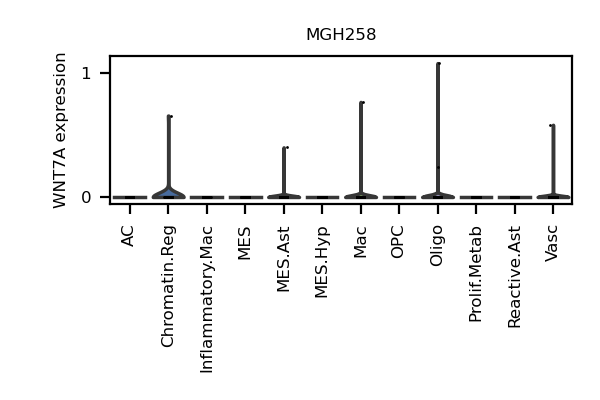 MGH258
WNT7A expression
1
0
AC
Chromatin.Reg
Inflammatory.Mac
MES
MES.Ast
MES.Hyp
Mac
OPC
Oligo
Prolif.Metab
Reactive.Ast
Vasc